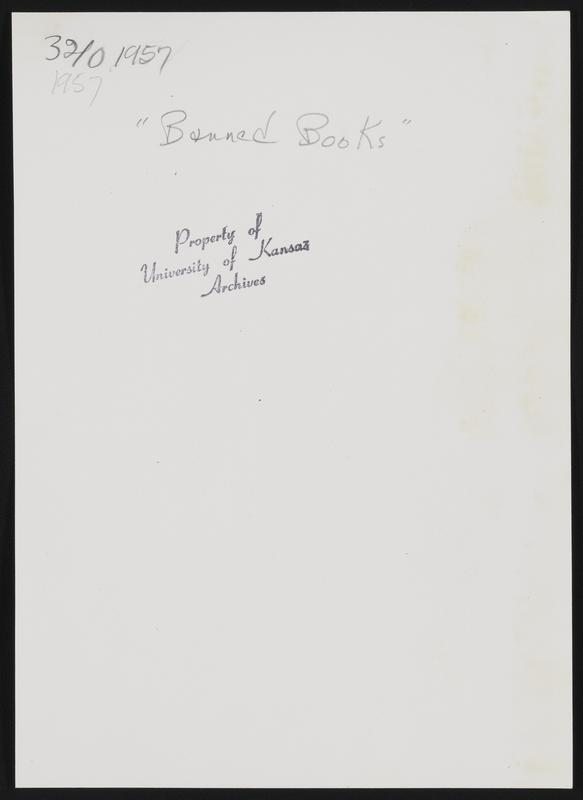 32/0 1957
1957
"Banned Books"
Property of
University of Kansas
Archives